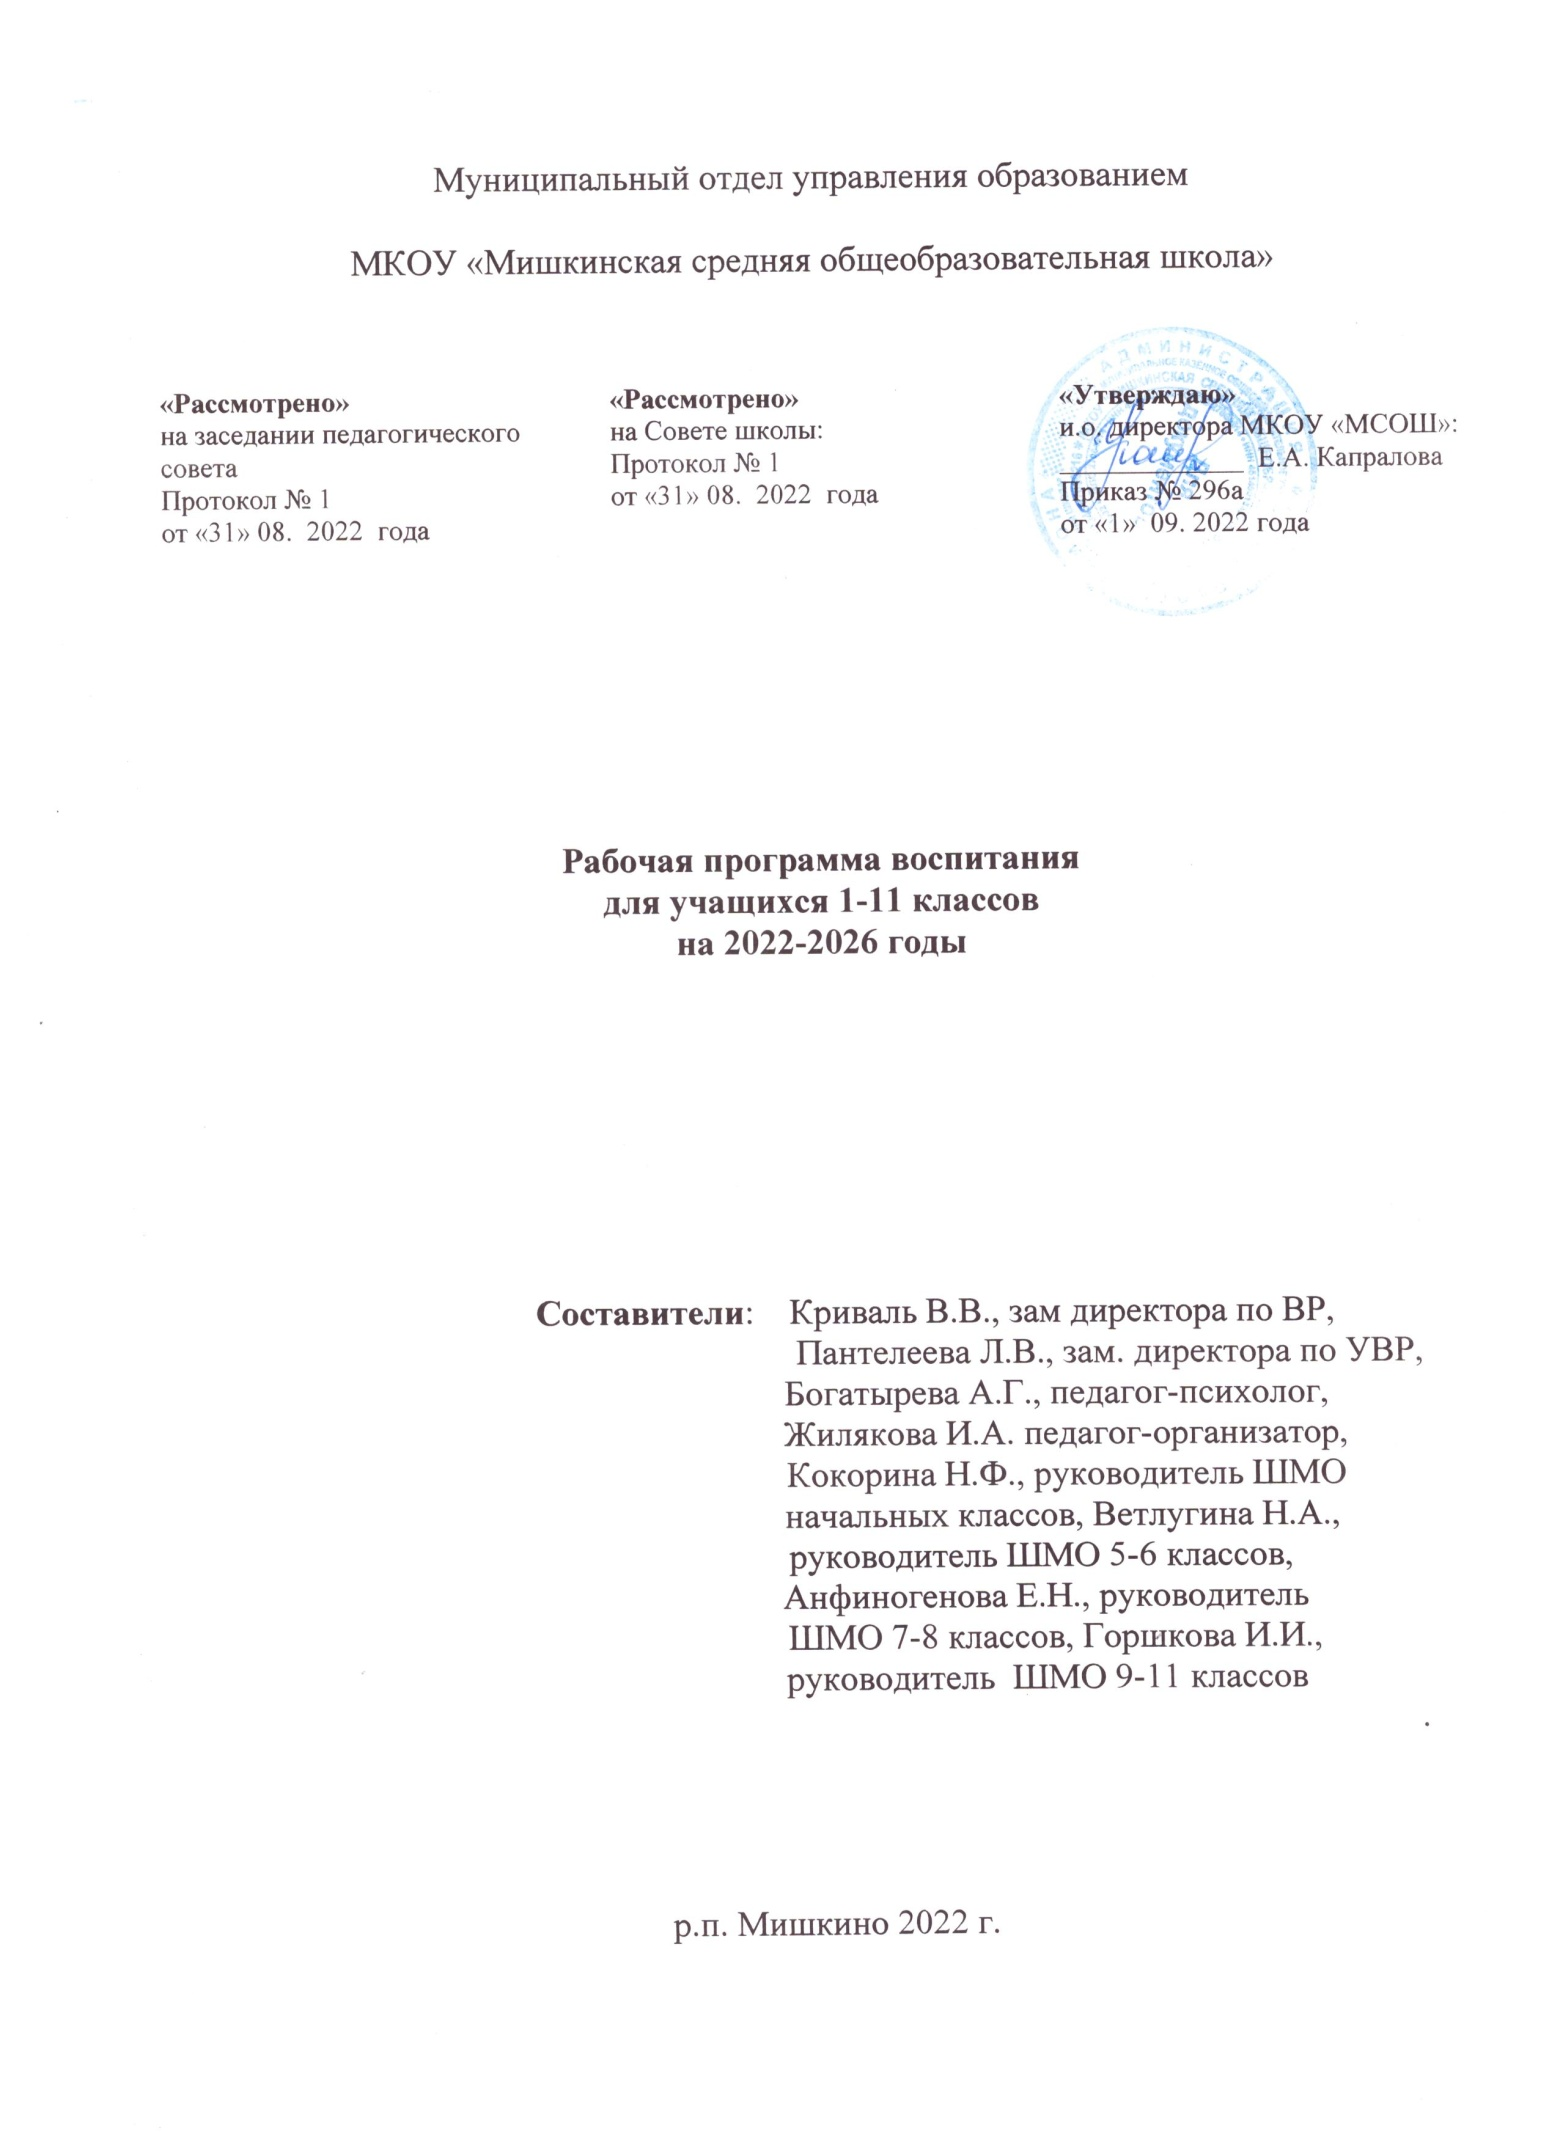 Муниципальный отдел управления образованием
МКОУ «Мишкинская средняя общеобразовательная школа»
«Рассмотрено»
на заседании педагогического
совета
Протокол № 1
от «31» 08.  2022  года
«Рассмотрено»
на Совете школы:
Протокол № 1
от «31» 08.  2022  года
«Утверждаю»
и.о. директора МКОУ «МСОШ»:
Е.А. Капралова
Приказ № 296а
от «1»  09. 2022 года
Рабочая программа воспитания
для учащихся 1-11 классов
на 2022-2026 годы
Составители:    Криваль В.В., зам директора по ВР,
Пантелеева Л.В., зам. директора по УВР,
Богатырева А.Г., педагог-психолог,
Жилякова И.А. педагог-организатор,
Кокорина Н.Ф., руководитель ШМО
начальных классов, Ветлугина Н.А.,
руководитель ШМО 5-6 классов,
Анфиногенова Е.Н., руководитель
ШМО 7-8 классов, Горшкова И.И.,
руководитель  ШМО 9-11 классов
р.п. Мишкино 2022 г.